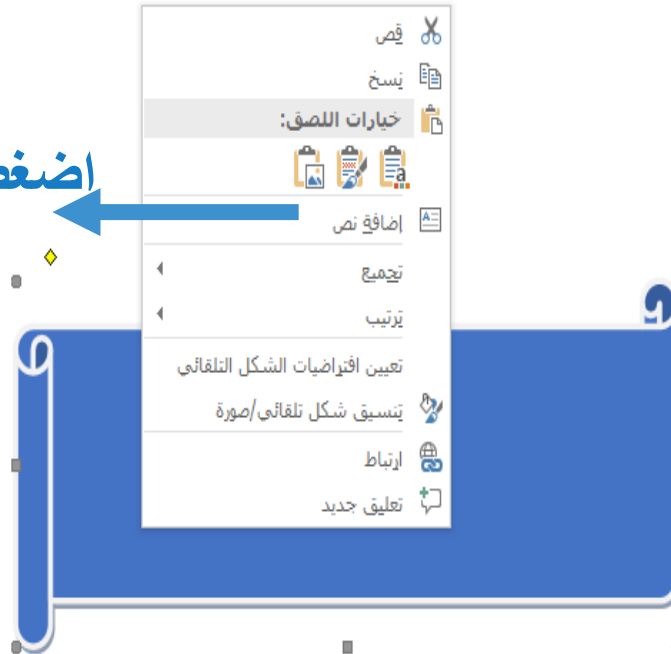 قص
نسخ
خيارات اللصق:
إضافة نص
تجميع
ترتيب
تعيين افتراضيات الشكل التلقائي
تنسيق شكل تلقائي/صورة
ارتباط
تعليق جديد